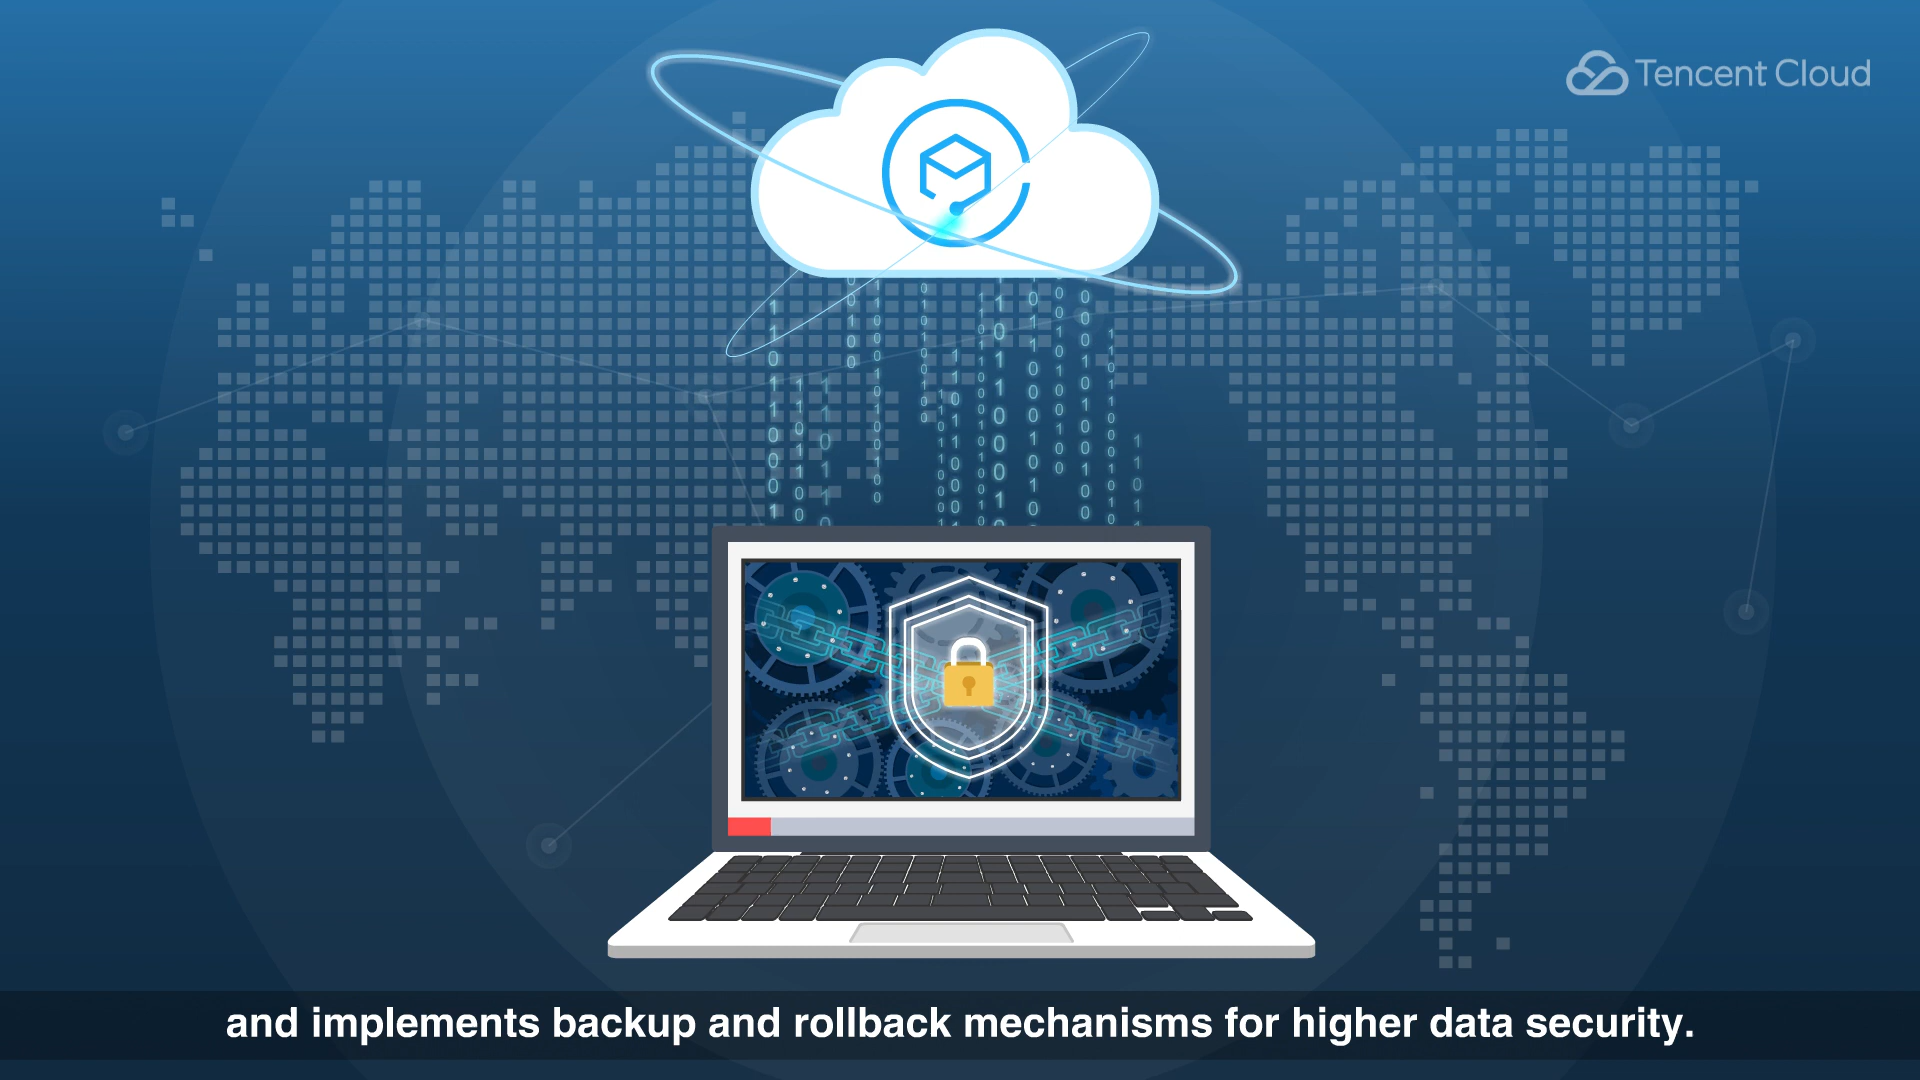 Tencent Cloud
and implements backup and rollback mechanisms for higher data security.